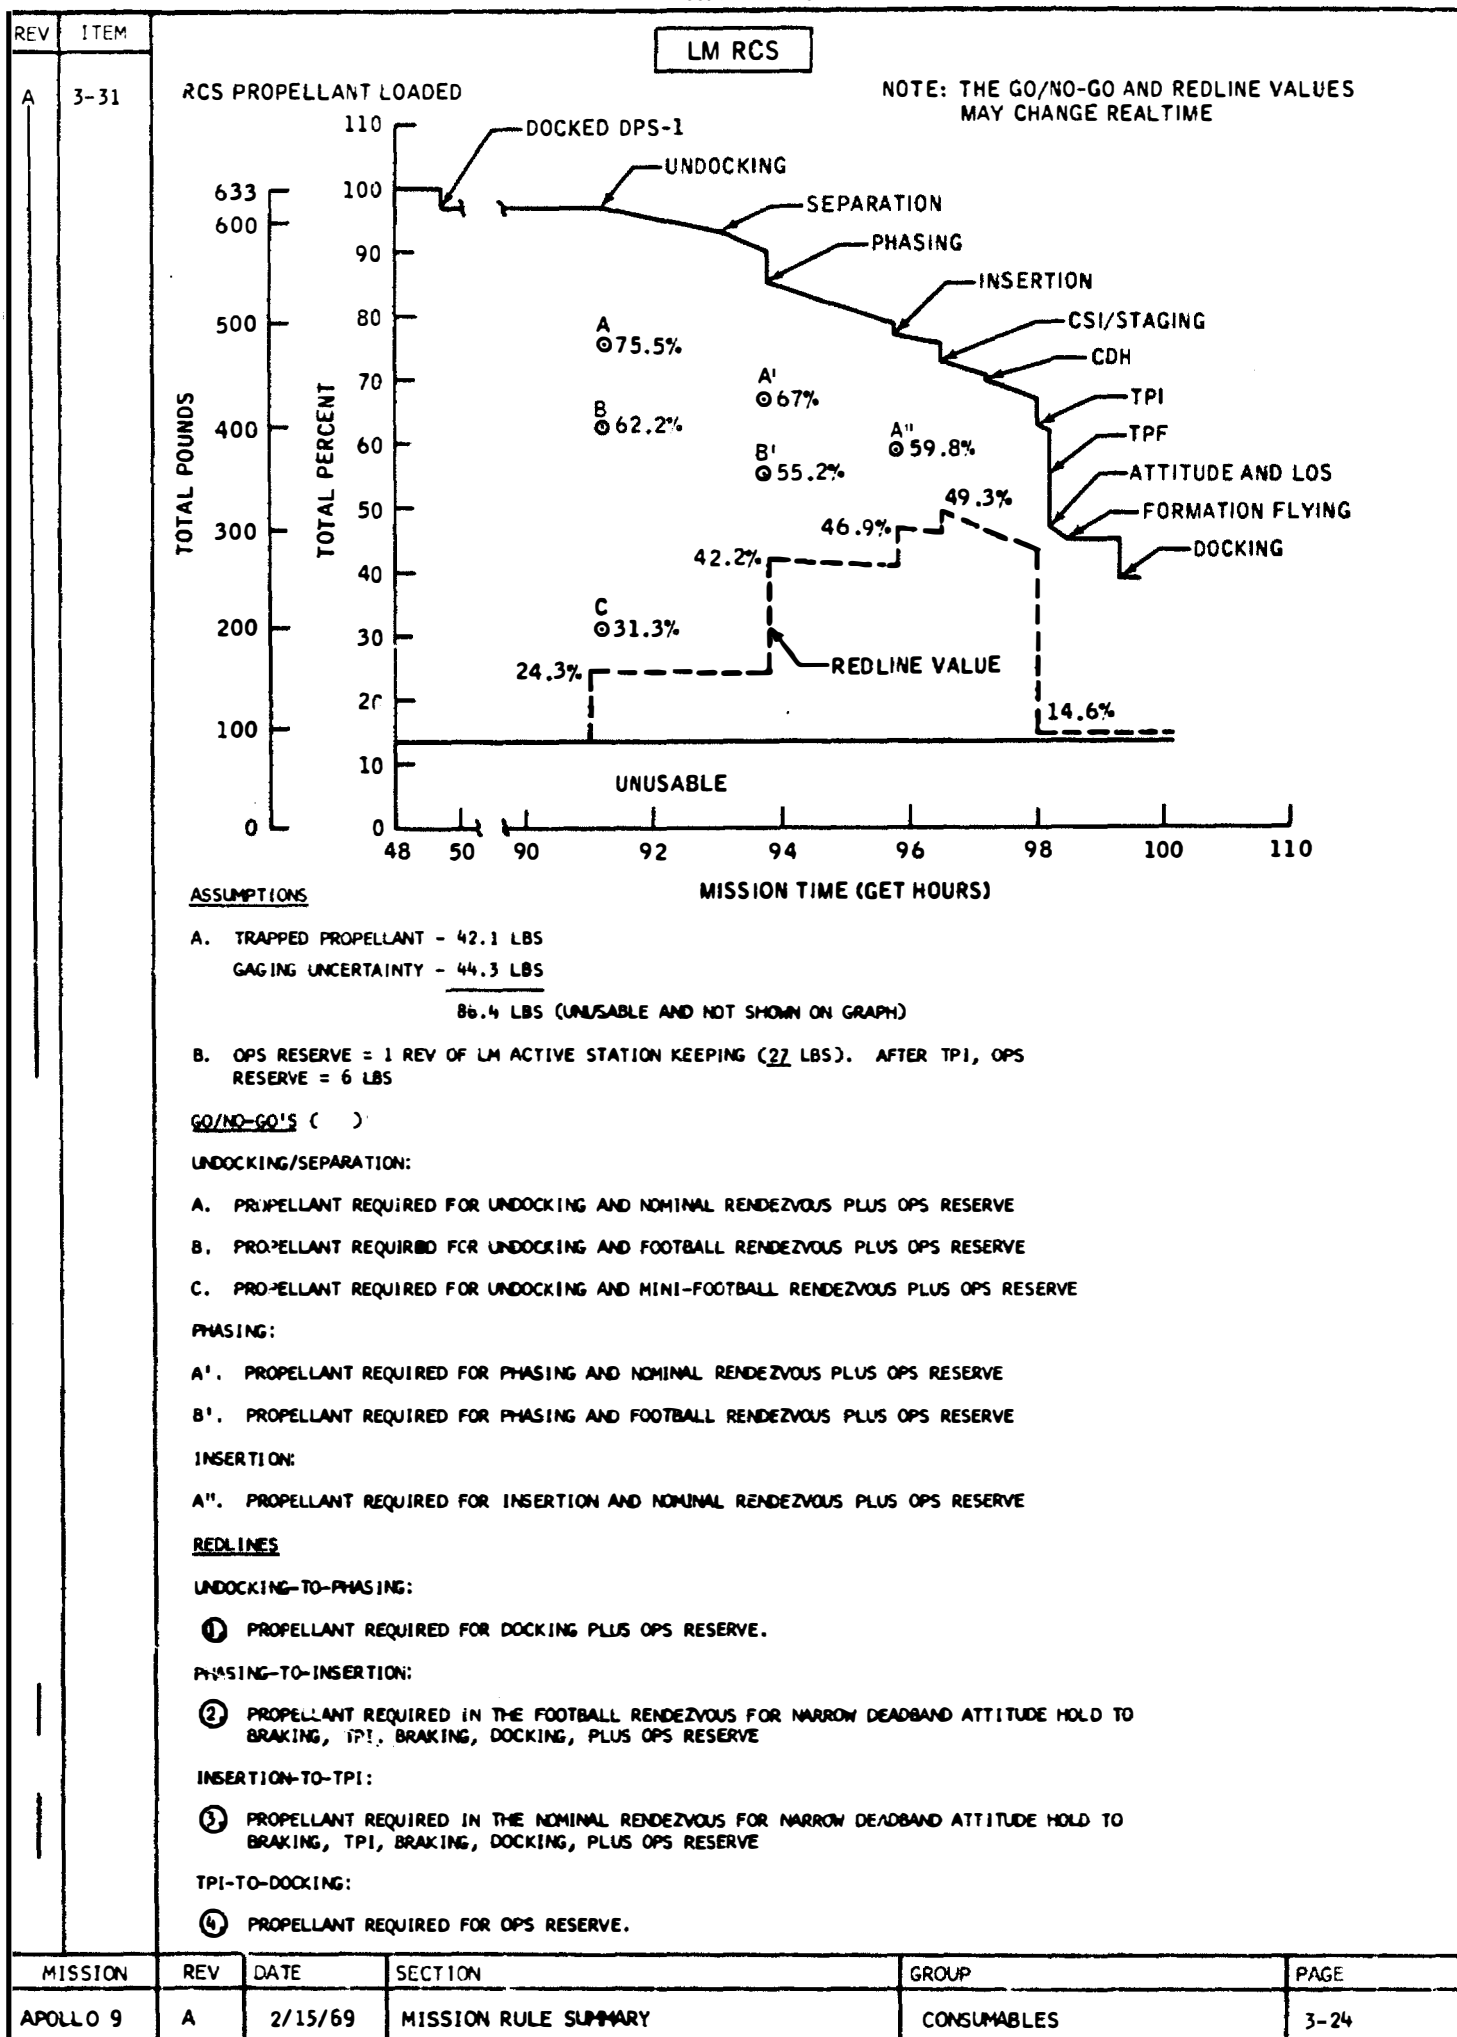 REV ITEM
LM RCS
A 3-31
RCS PROPELLANT LOADED
NOTE: THE GO/NO-GO AND REDLINE VALUES
MAY CHANGE REALTIME
110
DOCKED DPS-1
UNDOCKING
633 100
SEPARATION
600
90
PHASING
INSERTION
80
500
CSI/STAGING
A
75.5%
CDH
70
A'
67%
TPI
400
B
62.2%
60
A"
59.8%
TPF
B'
55.2%
ATTITUDE AND LOS
50
49.3%
FORMATION FLYING
300
46.9%
DOCKING
42.2%
40
TOTAL POUNDS
TOTAL PERCENT
200
C
31.3%
30
24.3%
REDLINE VALUE
20
100
14.6%
10
UNUSABLE
0 0
48 50 90 92 94 96 98 100 110
MISSION TIME (GET HOURS)
ASSUMPTIONS
A. TRAPPED PROPELLANT - 42.1 LBS
GAGING UNCERTAINTY - 44.3 LBS
86.4 LBS (UNUSABLE AND NOT SHOWN ON GRAPH)
B. OPS RESERVE = 1 REV OF LM ACTIVE STATION KEEPING (27 LBS). AFTER TPI, OPS
RESERVE = 6 LBS
GO/NO-GO'S ( )
UNDOCKING/SEPARATION:
A. PROPELLANT REQUIRED FOR UNDOCKING AND NOMINAL RENDEZVOUS PLUS OPS RESERVE
B. PROPELLANT REQUIRED FOR UNDOCKING AND FOOTBALL RENDEZVOUS PLUS OPS RESERVE
C. PROPELLANT REQUIRED FOR UNDOCKING AND MINI-FOOTBALL RENDEZVOUS PLUS OPS RESERVE
PHASING:
A'. PROPELLANT REQUIRED FOR PHASING AND NOMINAL RENDEZVOUS PLUS OPS RESERVE
B'. PROPELLANT REQUIRED FOR PHASING AND FOOTBALL RENDEZVOUS PLUS OPS RESERVE
INSERTION:
A". PROPELLANT REQUIRED FOR INSERTION AND NOMINAL RENDEZVOUS PLUS OPS RESERVE
REDLINES
UNDOCKING-TO-PHASING:
1. PROPELLANT REQUIRED FOR DOCKING PLUS OPS RESERVE.
PHASING-TO-INSERTION:
2. PROPELLANT REQUIRED IN THE FOOTBALL RENDEZVOUS FOR NARROW DEADBAND ATTITUDE HOLD TO
BRAKING, TPI, BRAKING, DOCKING, PLUS OPS RESERVE
INSERTION-TO-TPI:
3. PROPELLANT REQUIRED IN THE NOMINAL RENDEZVOUS FOR NARROW DEADBAND ATTITUDE HOLD TO
BRAKING, TPI, BRAKING, DOCKING, PLUS OPS RESERVE
TPI-TO-DOCKING:
4. PROPELLANT REQUIRED FOR OPS RESERVE.
MISSION REV DATE SECTION GROUP PAGE
APOLLO 9 A 2/15/69 MISSION RULE SUMMARY CONSUMABLES 3-24